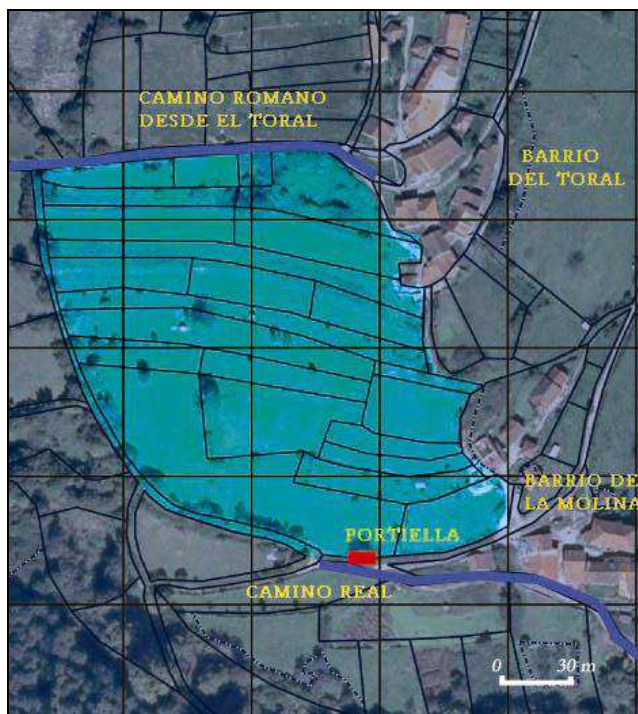 CAMINO ROMANO
DESDE EL TORAL
BARRIO
DEL TORAL
BARRIO DE
LA MOLINA
PORTIELLA
CAMINO REAL
0 30 m